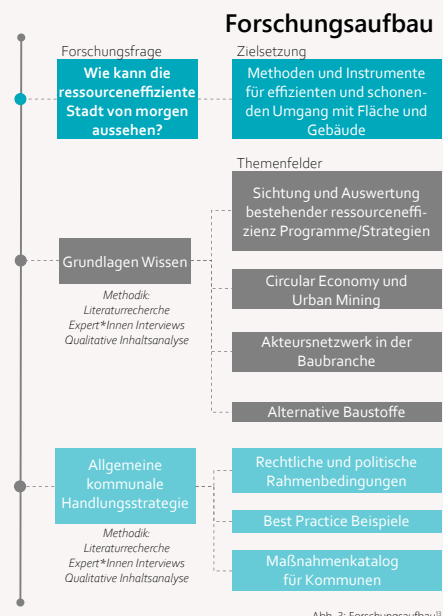 Forschungsaufbau
Forschungsfrage
Wie kann die
ressourceneffiziente
Stadt von morgen
aussehen?
Zielsetzung
Methoden und Instrumente
für effizienten und schonen-
den Umgang mit Fläche und
Gebäude
Themenfelder
Grundlagen Wissen
Methodik:
Literaturrecherche
Expert*Innen Interviews
Qualitative Inhaltsanalyse
Sichtung und Auswertung
bestehender ressourceneffi-
zienz Programme/Strategien
Circular Economy und
Urban Mining
Akteursnetzwerk in der
Baubranche
Alternative Baustoffe
Allgemeine
kommunale
Handlungsstrategie
Methodik:
Literaturrecherche
Expert*Innen Interviews
Qualitative Inhaltsanalyse
Rechtliche und politische
Rahmenbedingungen
Best Practice Beispiele
Maßnahmenkatalog
für Kommunen
Abb. 3: Forschungsaufbau